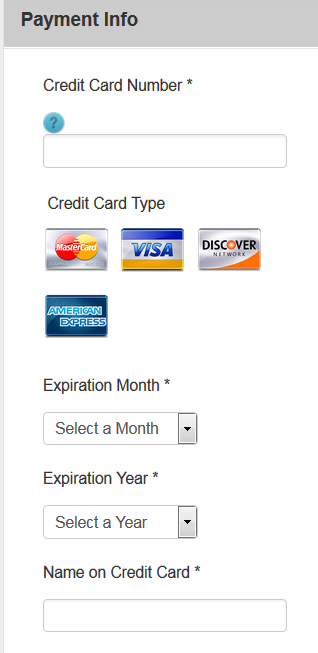 Payment Info
Credit Card Number *
?
Credit Card Type
MasterCard
VISA
DISCOVER
NETWORK
AMERICAN
EXPRESS
Expiration Month *
Select a Month
Expiration Year *
Select a Year
Name on Credit Card *